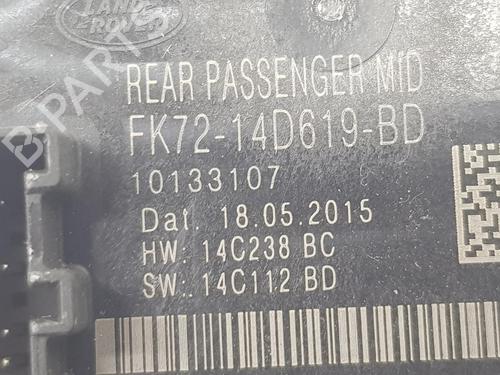 LAND
ROVER
REAR PASSENGER MID
FK72-14D619-BD
10133107
Dat. 18.05.2015
HW: 14C238 BC
SW: 14C112 BD